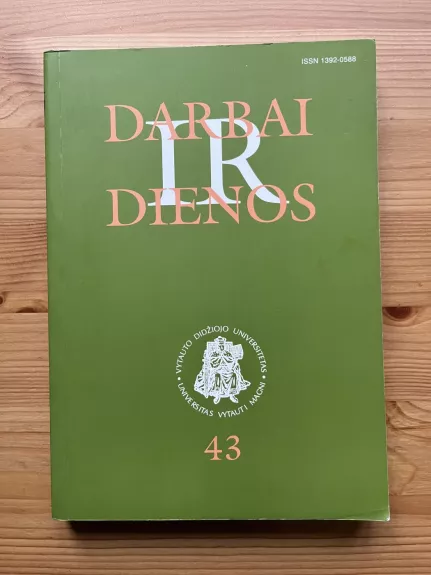 ISSN 1392-0588
DARBAI
IR
DIENOS
VYTAUTO DIDŽIOJO UNIVERSITETAS
UNIVERSITAS VYTAUTI MAGNI
43